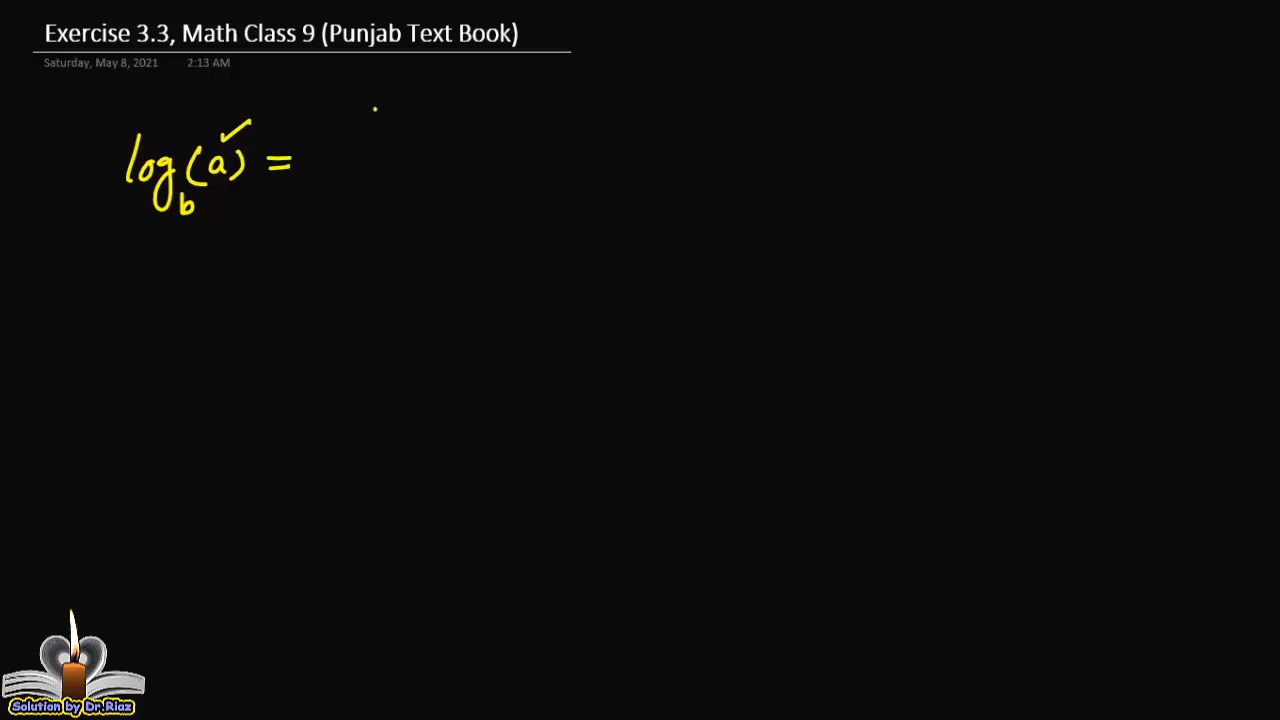 Exercise 3.3, Math Class 9 (Punjab Text Book)
Saturday, May 8, 2021 2:13 AM
log_b(a) =
Solution by Dr.Riaz